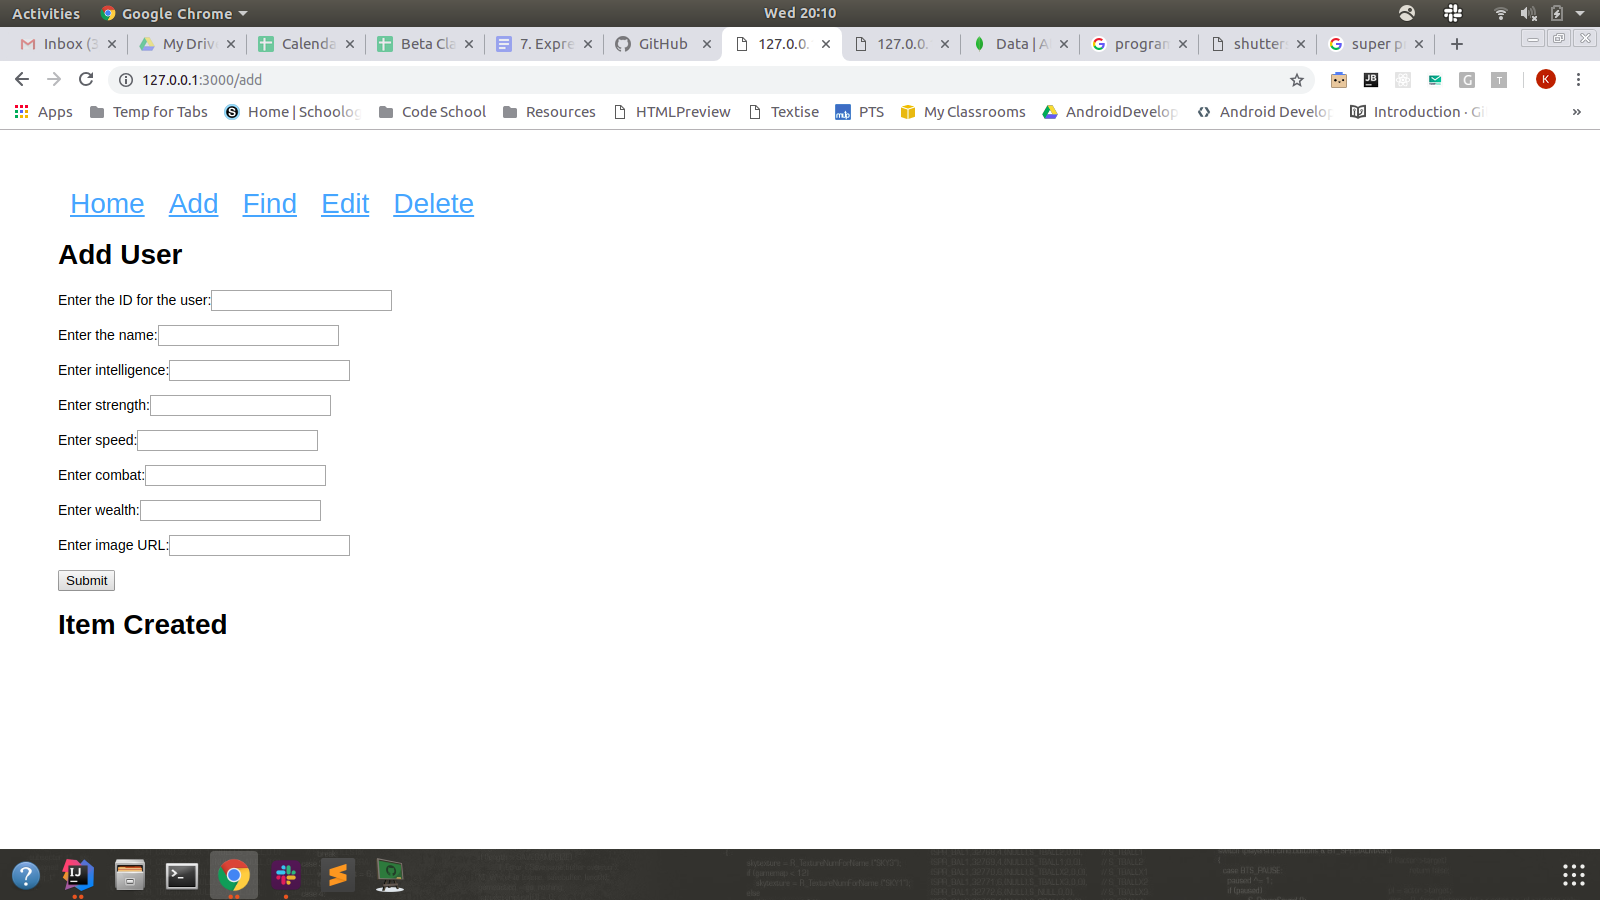 Activities Google Chrome Wed 20:10
Inbox (3 My Drive Calenda Beta Cla 7. Expre GitHub 127.0.0. 127.0.0. Data | A program shutters super p
127.0.0.1:3000/add K
Apps Temp for Tabs Home | Schoolog Code School Resources HTMLPreview Textise PTS My Classrooms AndroidDevelop Android Develop Introduction · Gi »
Home Add Find Edit Delete
Add User
Enter the ID for the user:
Enter the name:
Enter intelligence:
Enter strength:
Enter speed:
Enter combat:
Enter wealth:
Enter image URL:
Submit
Item Created